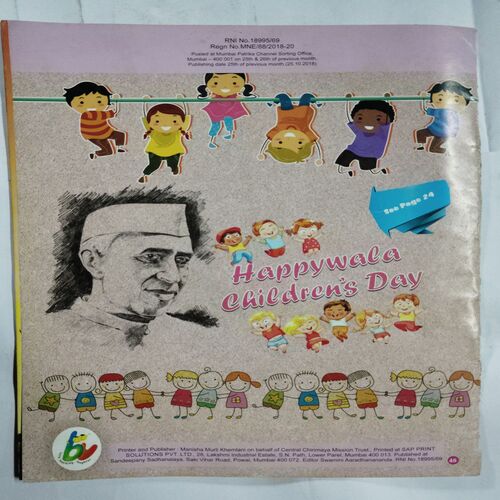 RNI No.18995/69
Regn No.MNE/88/2018-20
Posted at Mumbai Patrika Channel Sorting Office,
Mumbai – 400 001 on 25th & 26th of previous month.
Publishing date 25th of previous month (25.10.2018)
See Page 24
Happywala
Children's Day
Printer and Publisher : Manisha Murli Khemlani on behalf of Central Chinmaya Mission Trust, Printed at SAP PRINT
SOLUTIONS PVT. LTD., 28, Lakshmi Industrial Estate, S.N. Path, Lower Parel, Mumbai 400 013. Published at
Sandeepany Sadhanalaya, Saki Vihar Road, Powai, Mumbai 400 072. Editor Swamini Aaradhanananda. RNI No.18995/69
48